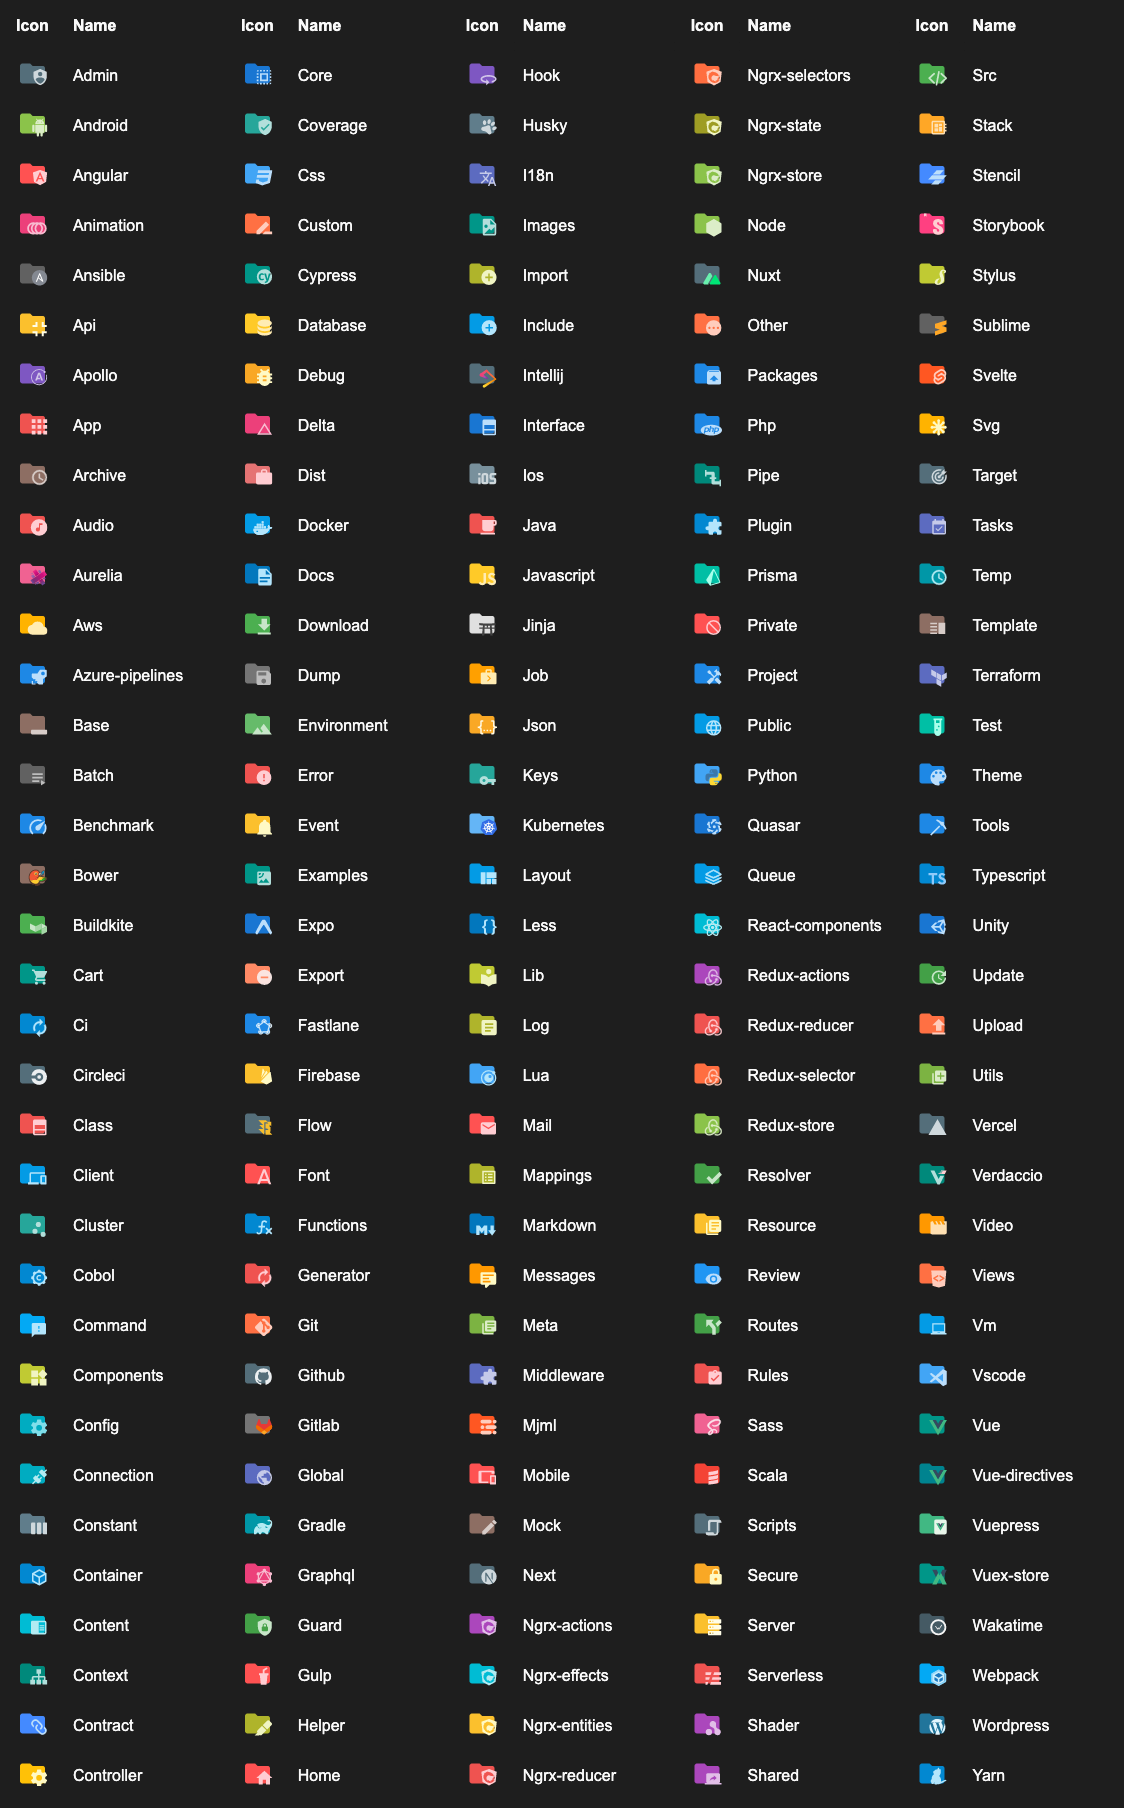 Icon Name Icon Name Icon Name Icon Name Icon Name
Admin Core Hook Ngrx-selectors Src
Android Coverage Husky Ngrx-state Stack
Angular Css I18n Ngrx-store Stencil
Animation Custom Images Node Storybook
Ansible Cypress Import Nuxt Stylus
Api Database Include Other Sublime
Apollo Debug Intellij Packages Svelte
App Delta Interface Php Svg
Archive Dist Ios Pipe Target
Audio Docker Java Plugin Tasks
Aurelia Docs Javascript Prisma Temp
Aws Download Jinja Private Template
Azure-pipelines Dump Job Project Terraform
Base Environment Json Public Test
Batch Error Keys Python Theme
Benchmark Event Kubernetes Quasar Tools
Bower Examples Layout Queue Typescript
Buildkite Expo Less React-components Unity
Cart Export Lib Redux-actions Update
Ci Fastlane Log Redux-reducer Upload
Circleci Firebase Lua Redux-selector Utils
Class Flow Mail Redux-store Vercel
Client Font Mappings Resolver Verdaccio
Cluster Functions Markdown Resource Video
Cobol Generator Messages Review Views
Command Git Meta Routes Vm
Components Github Middleware Rules Vscode
Config Gitlab Mjml Sass Vue
Connection Global Mobile Scala Vue-directives
Constant Gradle Mock Scripts Vuepress
Container Graphql Next Secure Vuex-store
Content Guard Ngrx-actions Server Wakatime
Context Gulp Ngrx-effects Serverless Webpack
Contract Helper Ngrx-entities Shader Wordpress
Controller Home Ngrx-reducer Shared Yarn